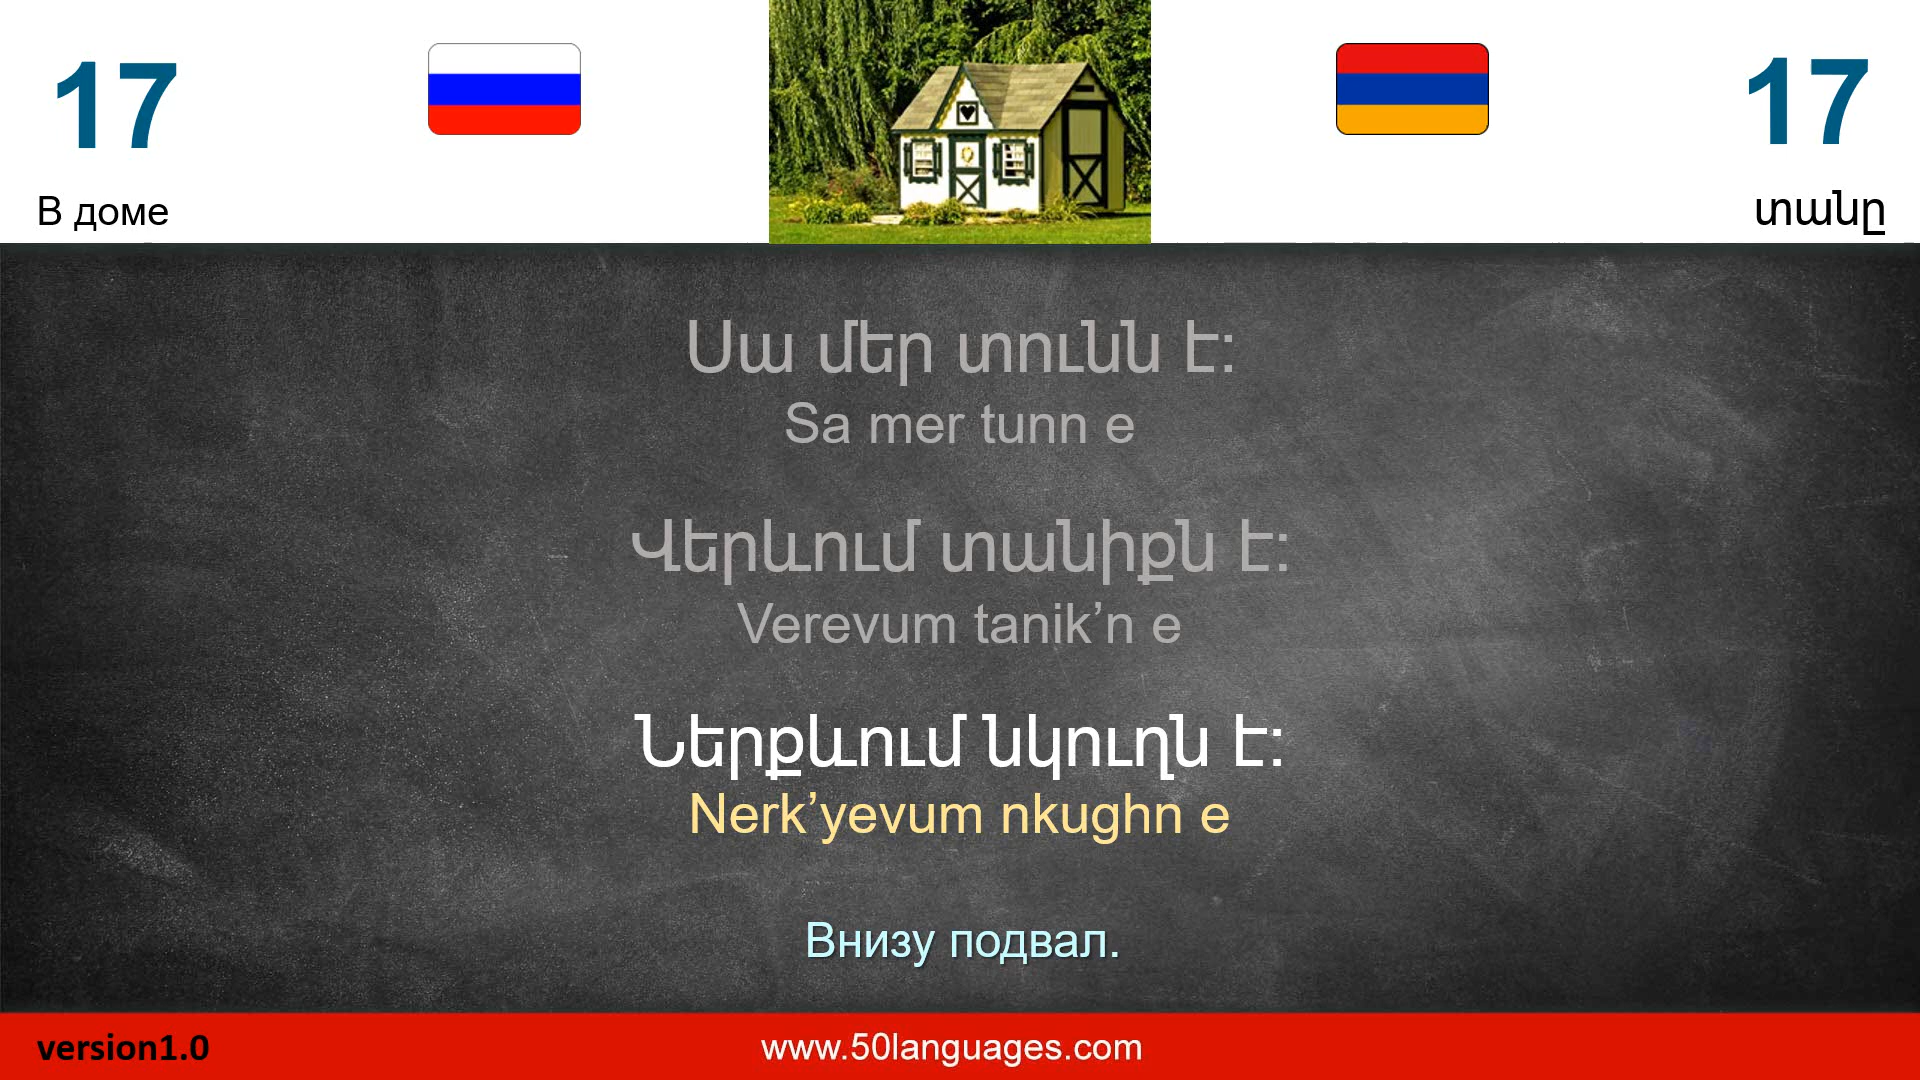 17
17
В доме
տանը
Սա մեր տունն է:
Sa mer tunn e
Վերևում տանիքն է:
Verevum tanik’n e
Ներքևում նկուղն է:
Nerk’yevum nkughn e
Внизу подвал.
version1.0
www.50languages.com